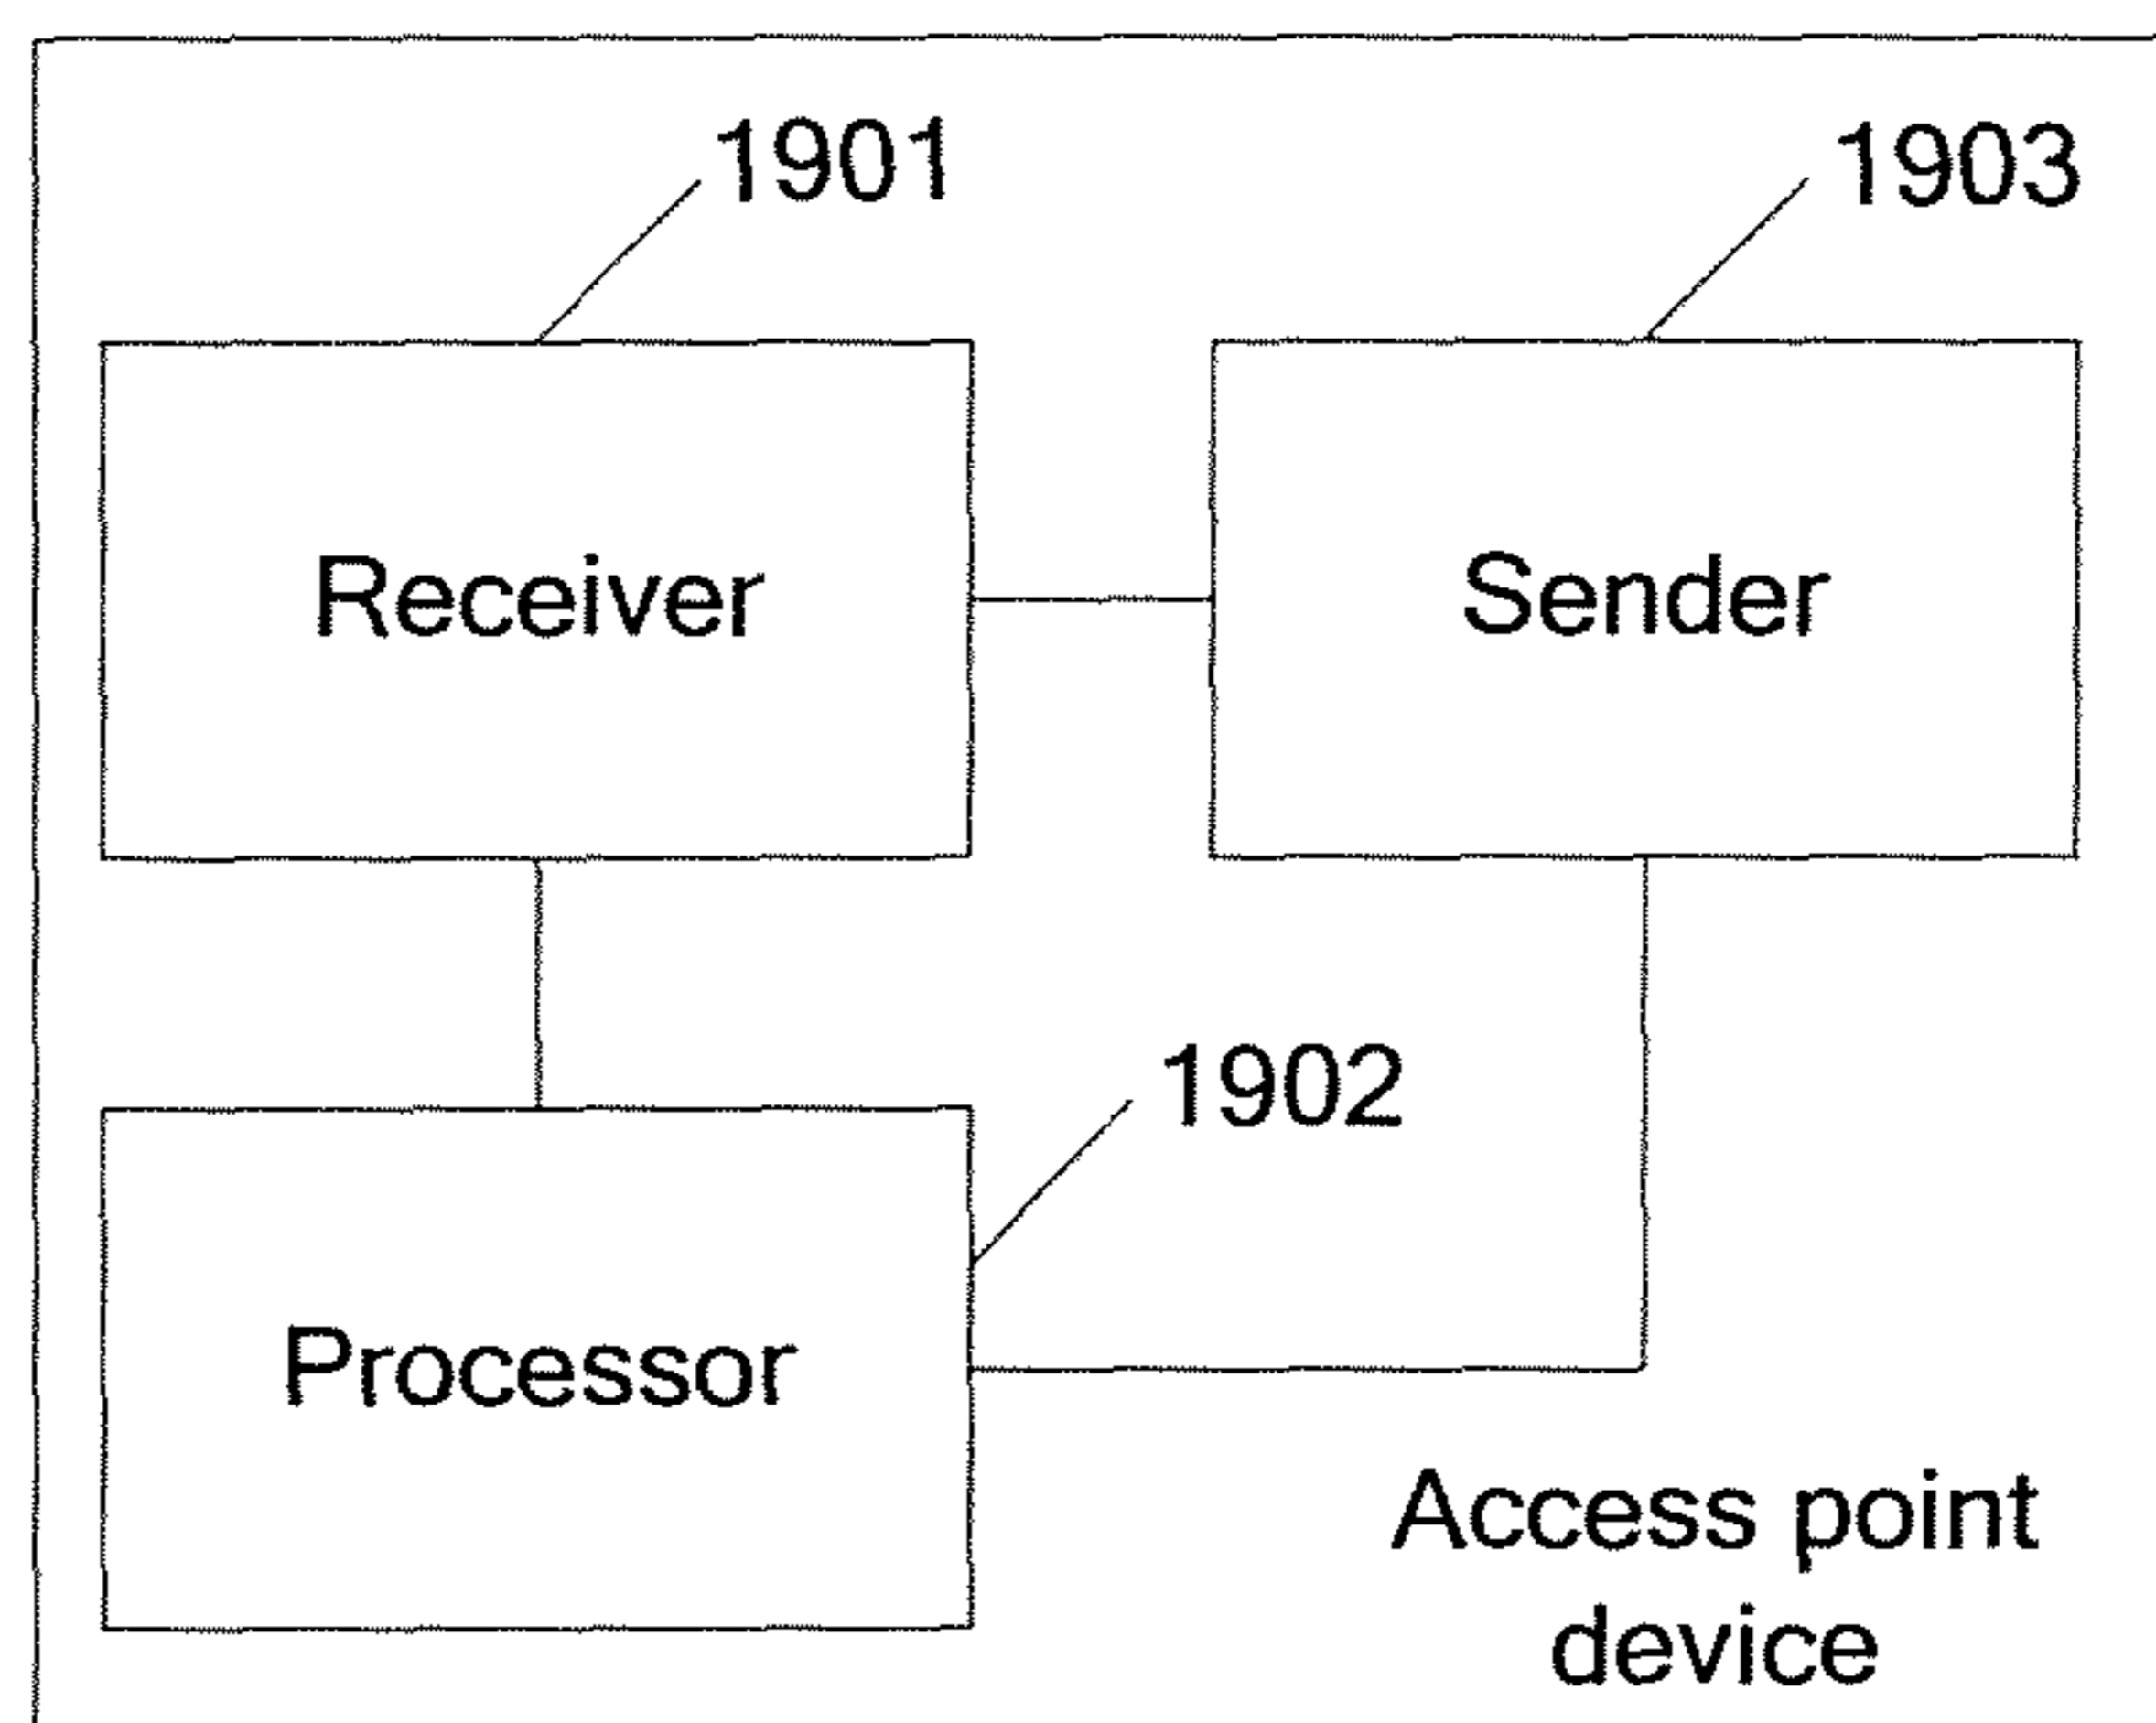 1901
1903
Receiver
Sender
1902
Processor
Access point
device